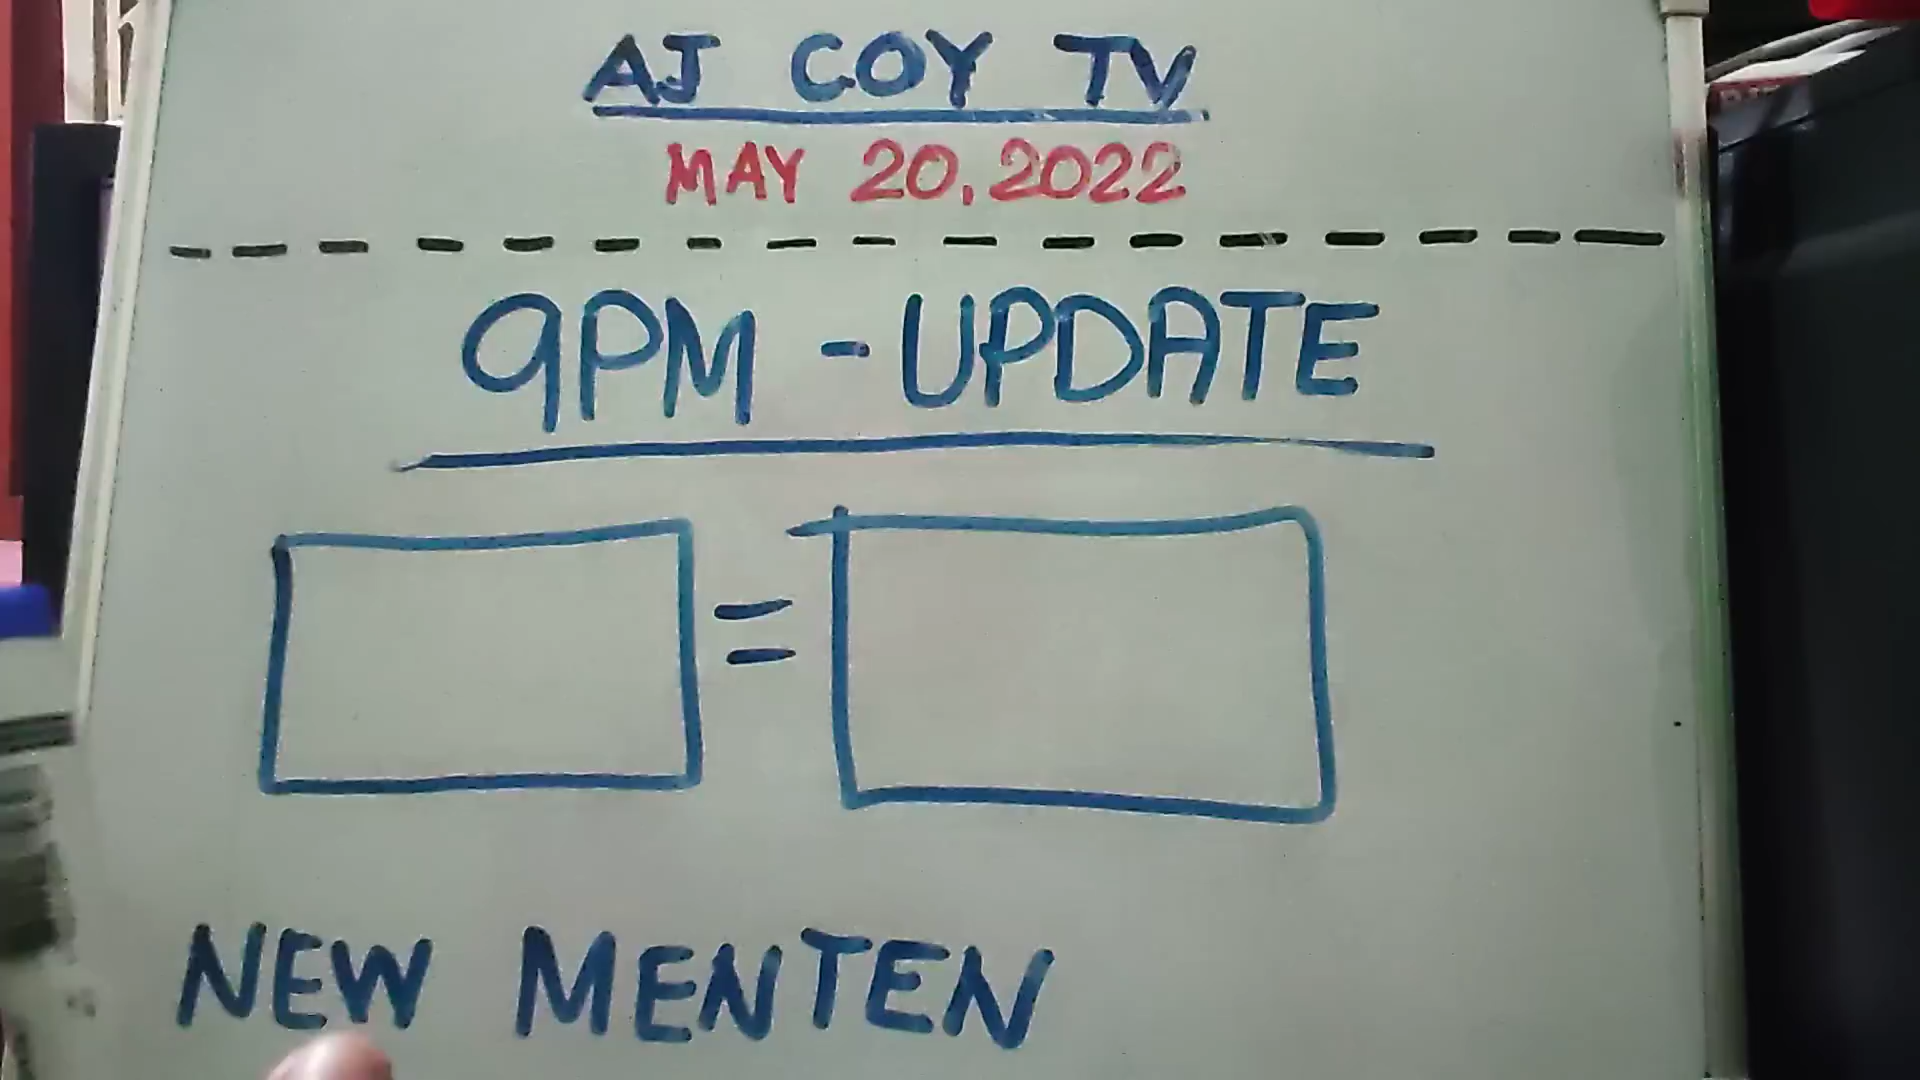 AJ COY TV
MAY 20, 2022
9PM - UPDATE
=
NEW MENTEN